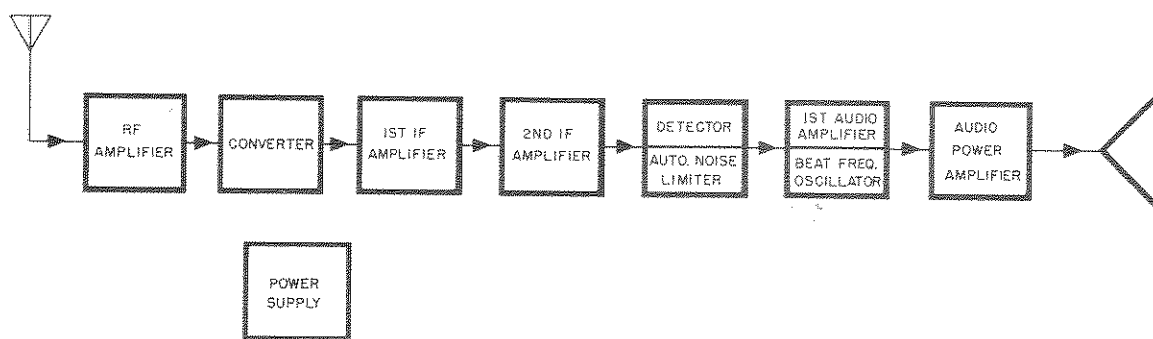 RF
AMPLIFIER
CONVERTER
1ST IF
AMPLIFIER
2ND IF
AMPLIFIER
DETECTOR
AUTO. NOISE
LIMITER
1ST AUDIO
AMPLIFIER
BEAT FREQ.
OSCILLATOR
AUDIO
POWER
AMPLIFIER
POWER
SUPPLY